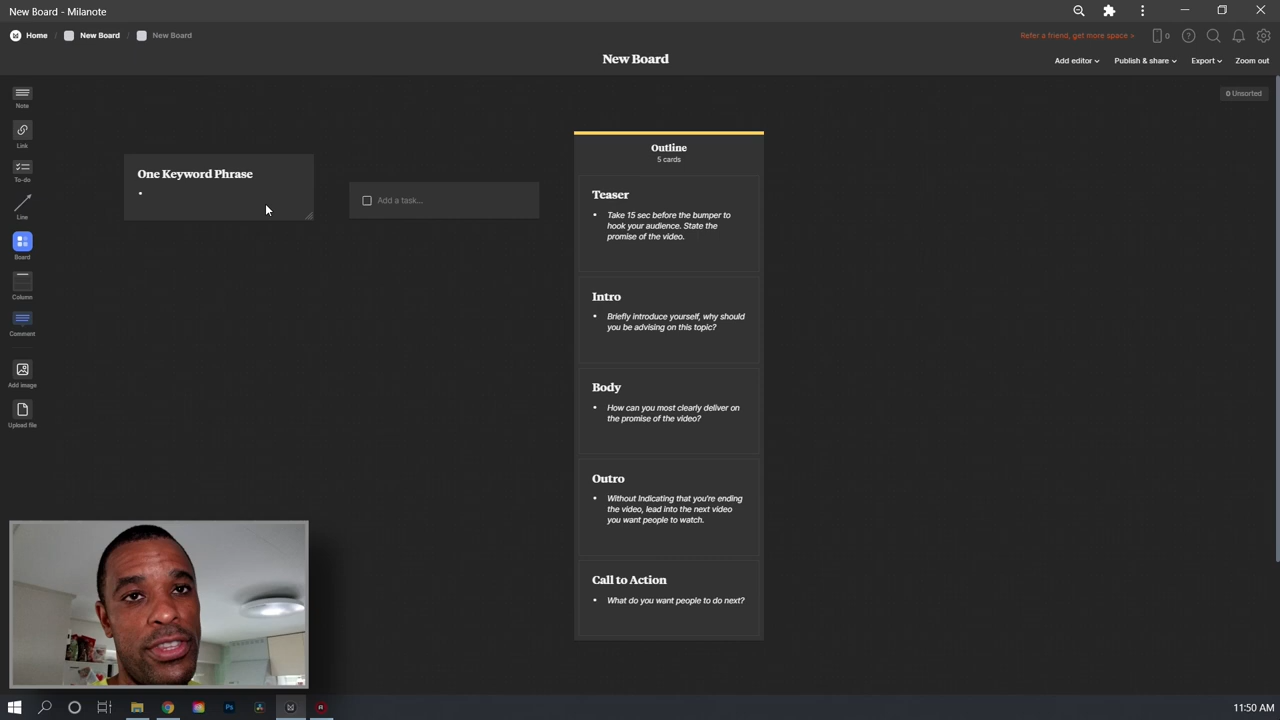 New Board - Milanote
Home / New Board / New Board
Refer a friend, get more space >
0
New Board
Add editor
Publish & share
Export
Zoom out
0 Unsorted
Note
Link
To-do
Line
Board
Column
Comment
Add image
Upload file
One Keyword Phrase
•
Add a task...
Outline
5 cards
Teaser
• Take 15 sec before the bumper to
hook your audience. State the
promise of the video.
Intro
• Briefly introduce yourself, why should
you be advising on this topic?
Body
• How can you most clearly deliver on
the promise of the video?
Outro
• Without Indicating that you're ending
the video, lead into the next video
you want people to watch.
Call to Action
• What do you want people to do next?
Ps
11:50 AM